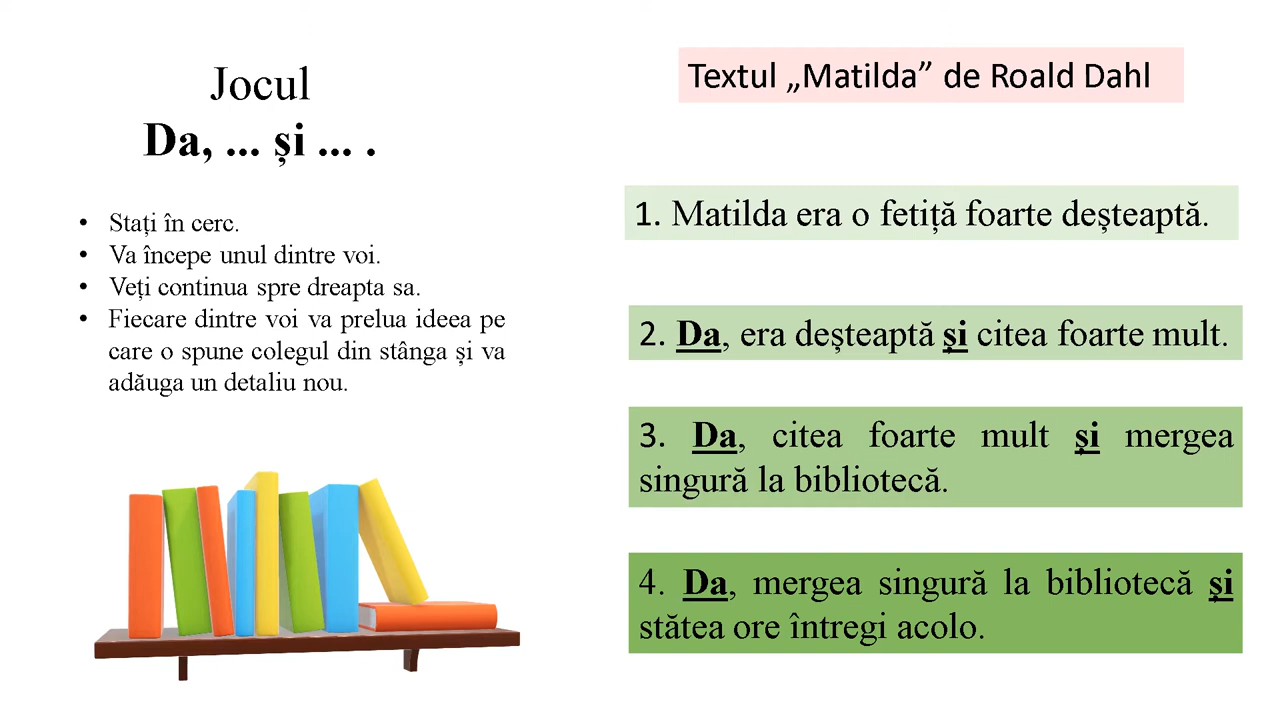 Jocul
Da, ... și ... .
• Stați în cerc.
• Va începe unul dintre voi.
• Veți continua spre dreapta sa.
• Fiecare dintre voi va prelua ideea pe
care o spune colegul din stânga și va
adăuga un detaliu nou.
Textul „Matilda” de Roald Dahl
1. Matilda era o fetiță foarte deșteaptă.
2. Da, era deșteaptă și citea foarte mult.
3. Da, citea foarte mult și mergea
singură la bibliotecă.
4. Da, mergea singură la bibliotecă și
stătea ore întregi acolo.